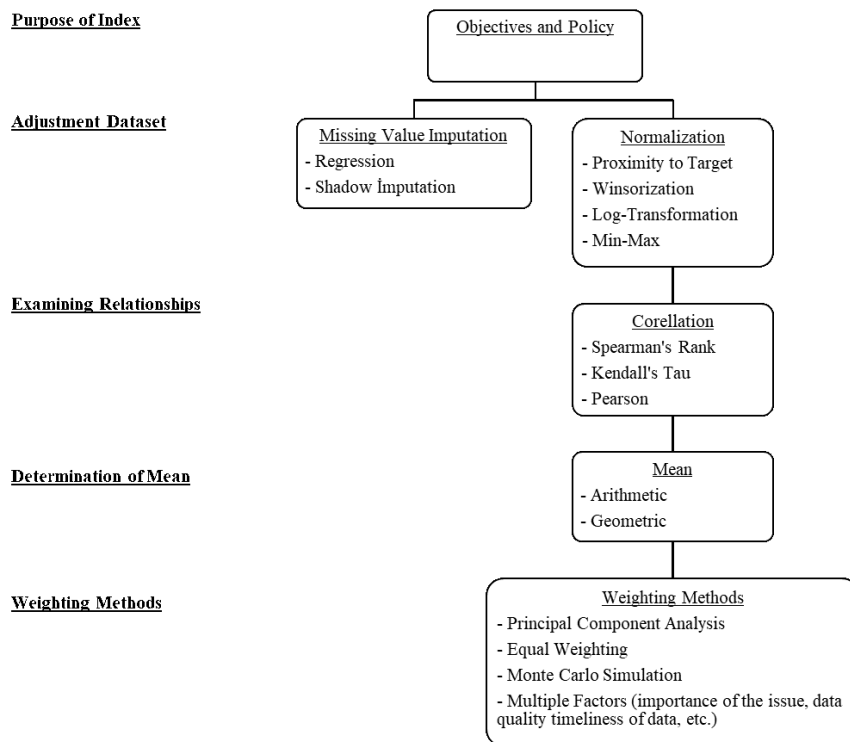 Purpose of Index
Objectives and Policy
Adjustment Dataset
Missing Value Imputation
- Regression
- Shadow İmputation
Normalization
- Proximity to Target
- Winsorization
- Log-Transformation
- Min-Max
Examining Relationships
Corellation
- Spearman's Rank
- Kendall's Tau
- Pearson
Determination of Mean
Mean
- Arithmetic
- Geometric
Weighting Methods
Weighting Methods
- Principal Component Analysis
- Equal Weighting
- Monte Carlo Simulation
- Multiple Factors (importance of the issue, data
quality timeliness of data, etc.)